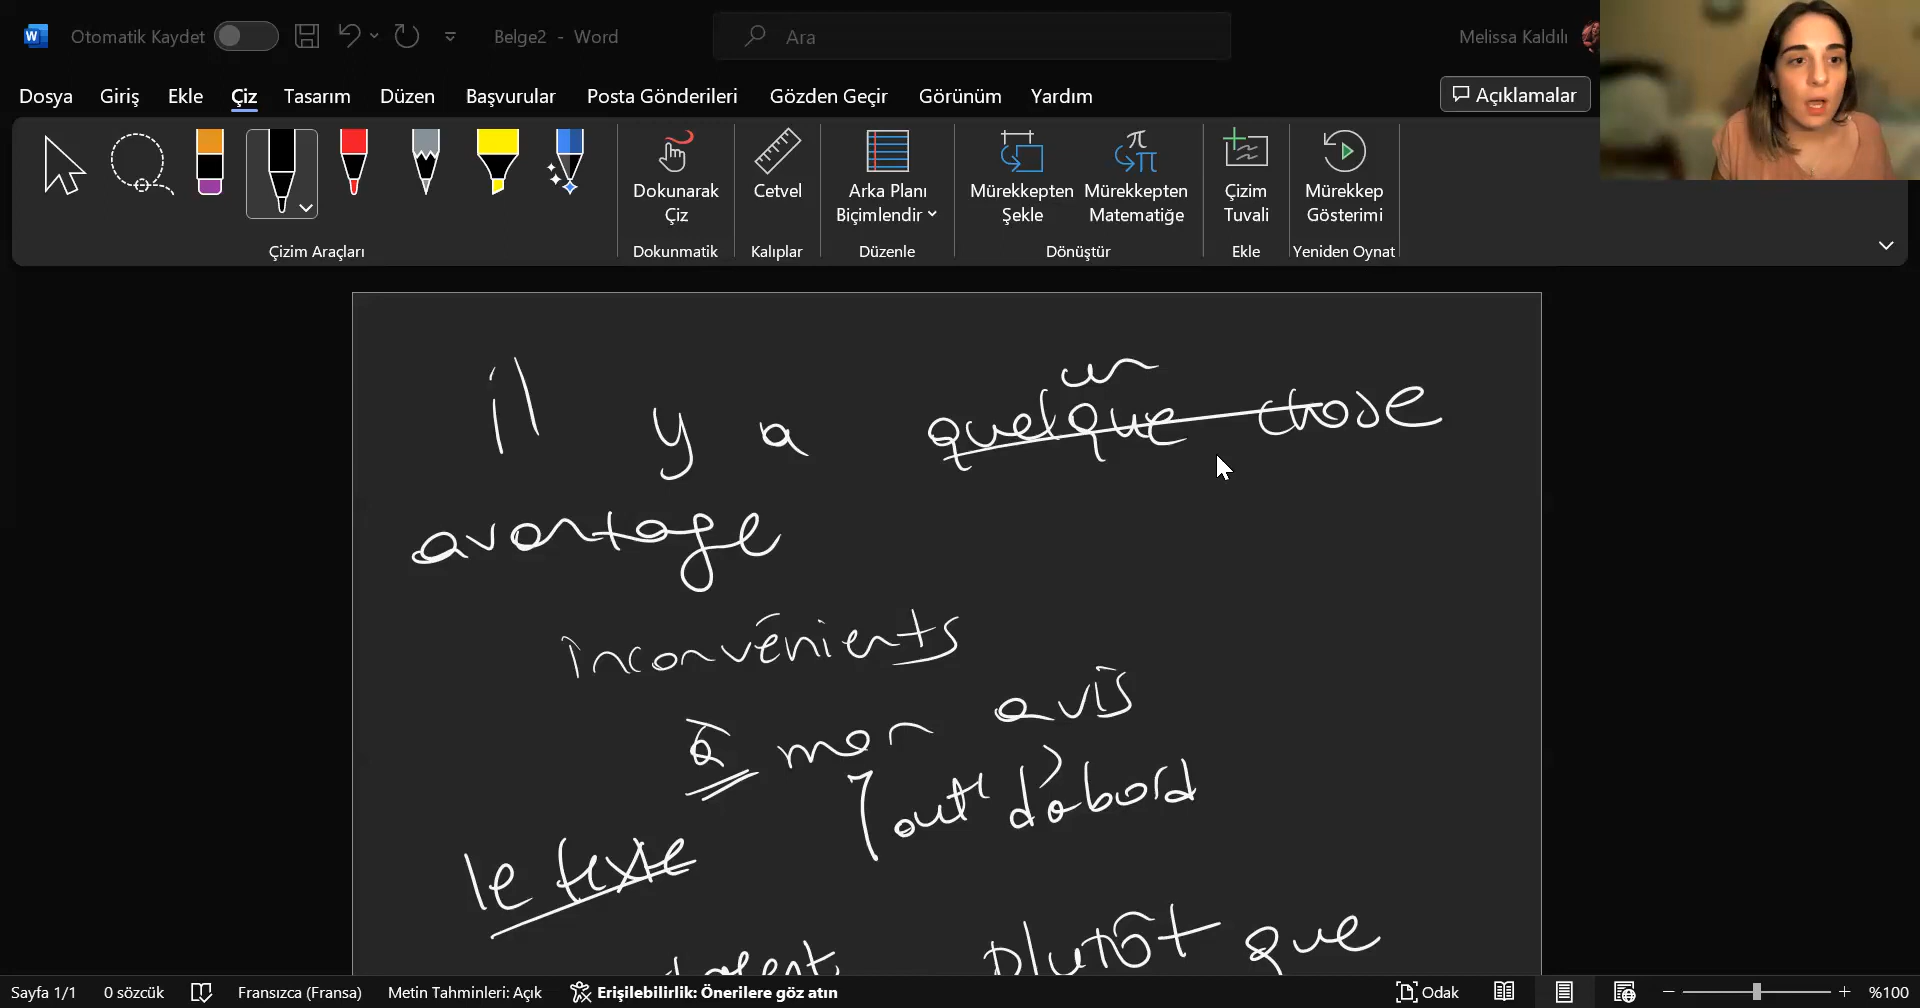 Otomatik Kaydet Belge2 - Word Ara Melissa Kaldılı
Dosya Giriş Ekle Çiz Tasarım Düzen Başvurular Posta Gönderileri Gözden Geçir Görünüm Yardım Açıklamalar
Dokunarak Çiz
Cetvel
Arka Planı Biçimlendir
Mürekkepten Şekle
Mürekkepten Matematiğe
Çizim Tuvali
Mürekkep Gösterimi
Çizim Araçları Dokunmatik Kalıplar Düzenle Dönüştür Ekle Yeniden Oynat
un
il y a quelque chose
avantage
inconvénients
à mon avis
tout d'abord
le texte
plutôt que
Sayfa 1/1 0 sözcük Fransızca (Fransa) Metin Tahminleri: Açık Erişilebilirlik: Önerilere göz atın Odak %100